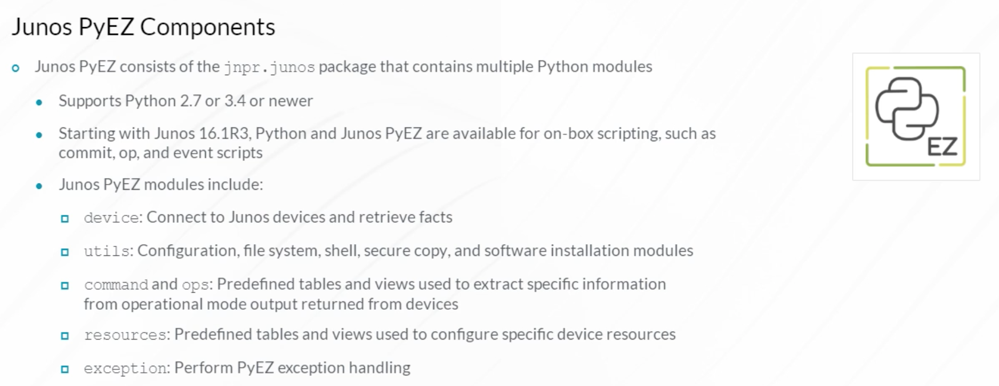 Junos PyEZ Components
Junos PyEZ consists of the jnpr.junos package that contains multiple Python modules
Supports Python 2.7 or 3.4 or newer
Starting with Junos 16.1R3, Python and Junos PyEZ are available for on-box scripting, such as
commit, op, and event scripts
Junos PyEZ modules include:
device: Connect to Junos devices and retrieve facts
utils: Configuration, file system, shell, secure copy, and software installation modules
command and ops: Predefined tables and views used to extract specific information
from operational mode output returned from devices
resources: Predefined tables and views used to configure specific device resources
exception: Perform PyEZ exception handling
EZ